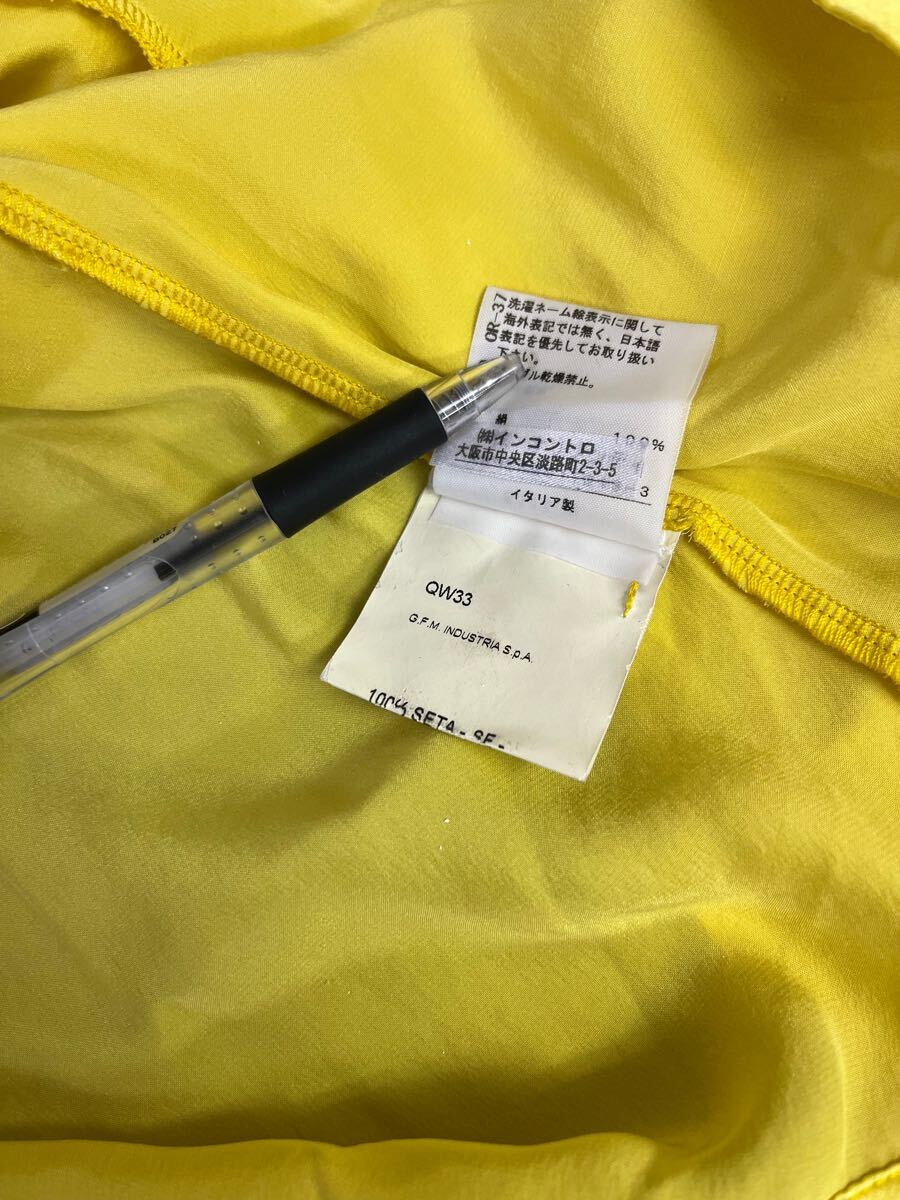 GR-37
洗濯ネーム絵表示に関して
海外表記では無く、日本語
表記を優先してお取り扱い
下さい。
ル乾燥禁止。
絹 100%
㈱インコントロ
大阪市中央区淡路町2-3-5
3
イタリア製
QW33
G.F.M. INDUSTRIA S.p.A.
100% SETA - SE -
B027